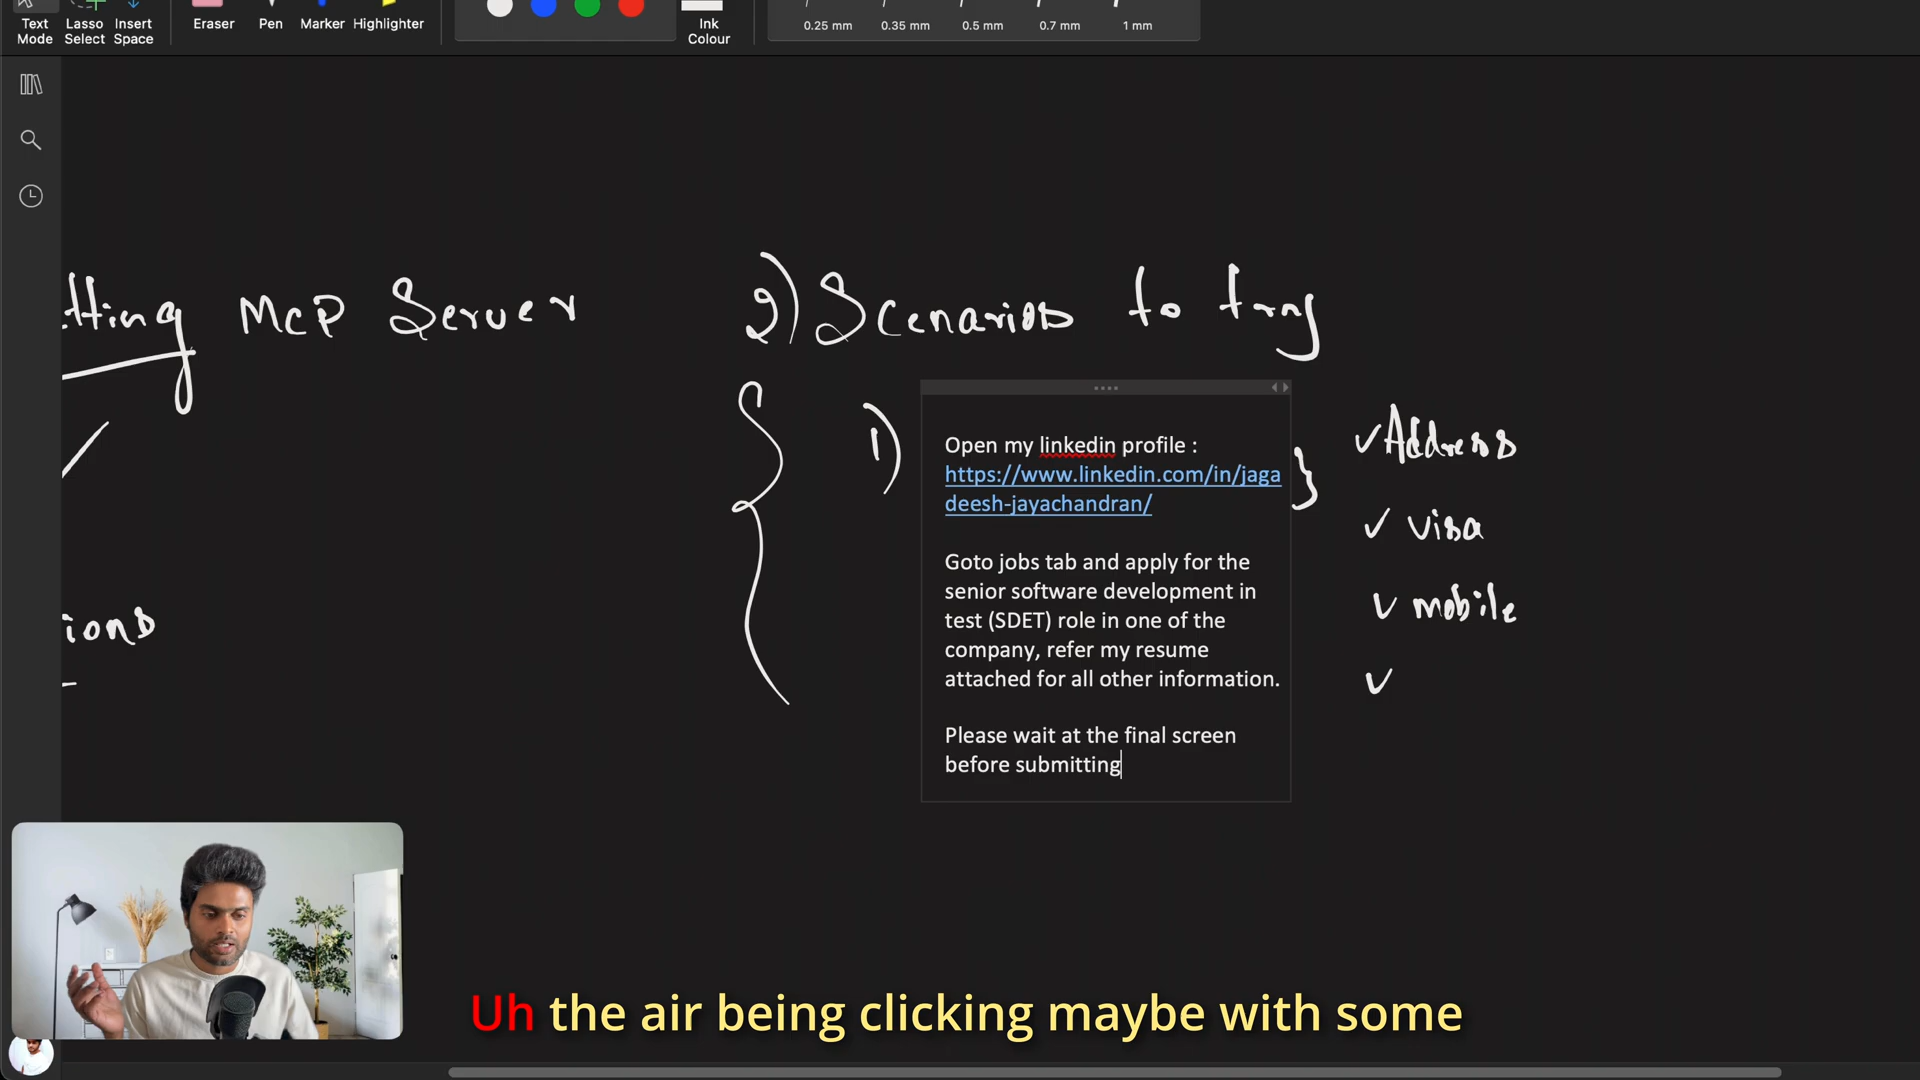 Text Mode
Lasso Select
Insert Space
Eraser
Pen
Marker
Highlighter
Ink Colour
0.25 mm
0.35 mm
0.5 mm
0.7 mm
1 mm
tting MCP Server
ions
2) Scenarios to try
1)
Open my linkedin profile :
https://www.linkedin.com/in/jaga
deesh-jayachandran/
Goto jobs tab and apply for the
senior software development in
test (SDET) role in one of the
company, refer my resume
attached for all other information.
Please wait at the final screen
before submitting
✓ Address
✓ visa
✓ mobile
✓
Uh the air being clicking maybe with some